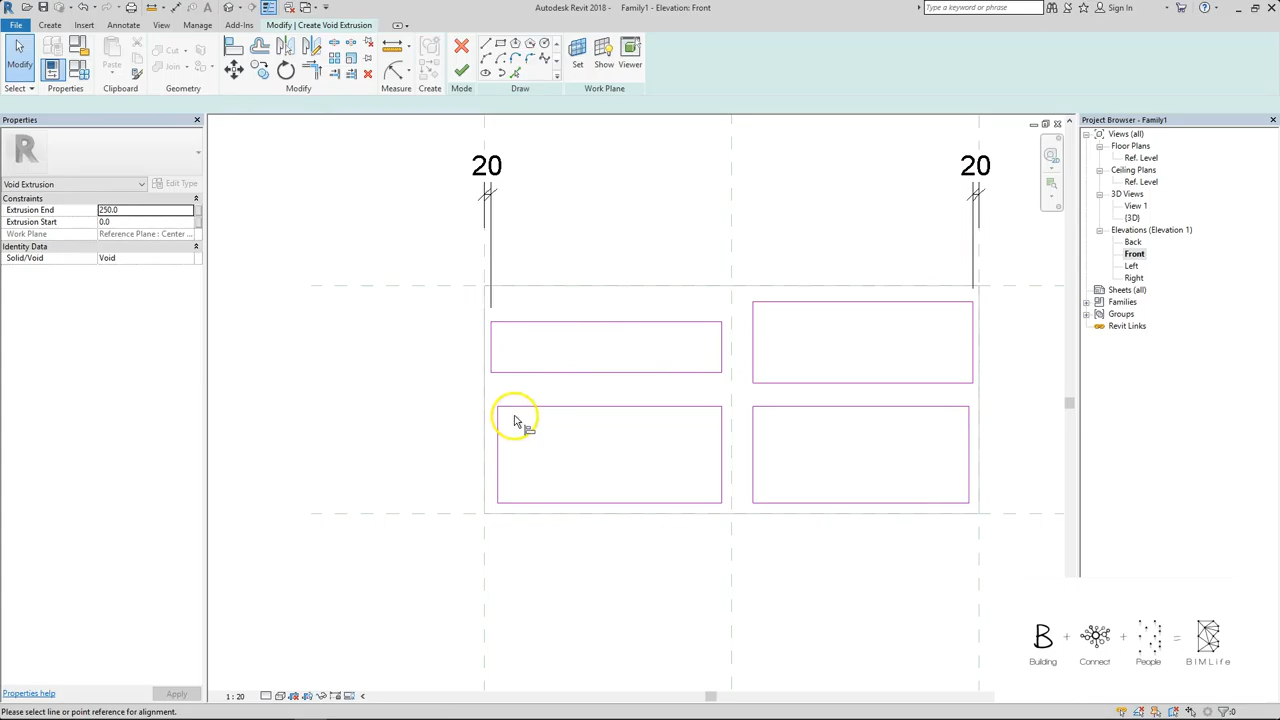 Autodesk Revit 2018 - Family1 - Elevation: Front
Type a keyword or phrase
Sign In
File
Create
Insert
Annotate
View
Manage
Add-Ins
Modify | Create Void Extrusion
Modify
Paste
Cut
Join
Create
Set
Show
Viewer
Select
Properties
Clipboard
Geometry
Modify
Measure
Create
Mode
Draw
Work Plane
Properties
R
Void Extrusion
Edit Type
Constraints
Extrusion End
250.0
Extrusion Start
0.0
Work Plane
Reference Plane : Center ...
Identity Data
Solid/Void
Void
20
20
Project Browser - Family1
Views (all)
Floor Plans
Ref. Level
Ceiling Plans
Ref. Level
3D Views
View 1
{3D}
Elevations (Elevation 1)
Back
Front
Left
Right
Sheets (all)
Families
Groups
Revit Links
B + + =
Building
Connect
People
BIMLife
Properties help
Apply
1 : 20
Please select line or point reference for alignment.
:0